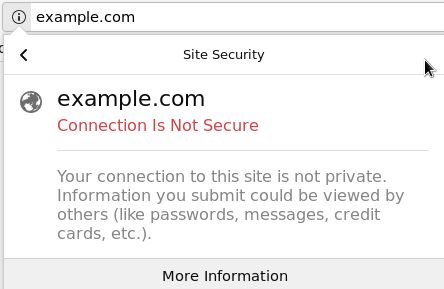 example.com
Site Security
example.com
Connection Is Not Secure
Your connection to this site is not private.
Information you submit could be viewed by
others (like passwords, messages, credit
cards, etc.).
More Information